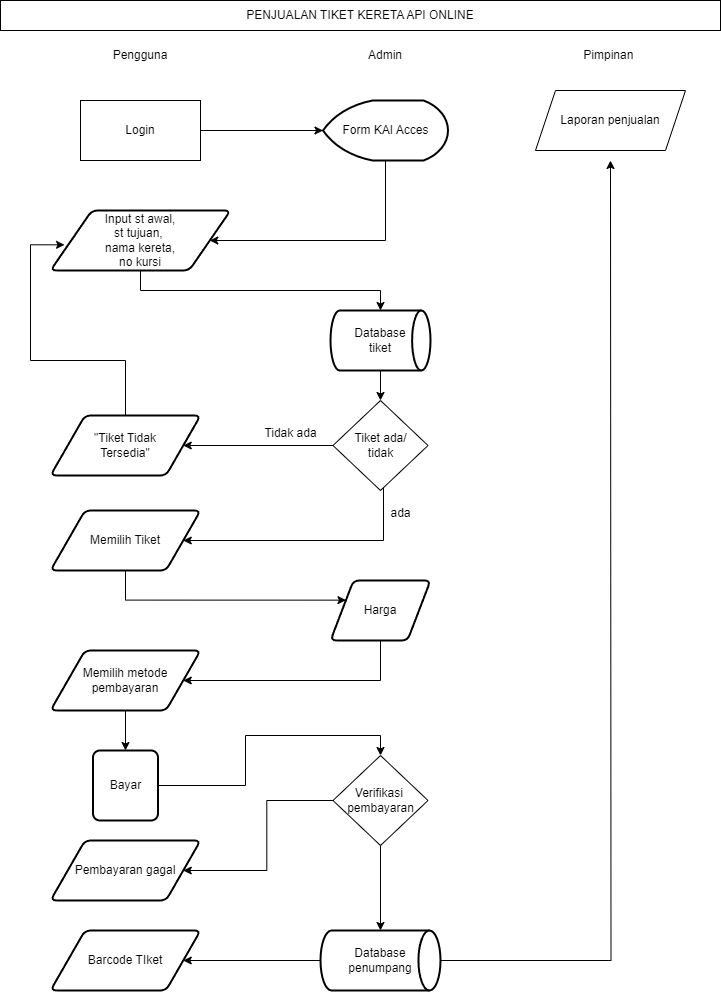 PENJUALAN TIKET KERETA API ONLINE
Pengguna
Admin
Pimpinan
Login
Form KAI Acces
Laporan penjualan
Input st awal,
st tujuan,
nama kereta,
no kursi
Database
tiket
Tiket ada/
tidak
Tidak ada
"Tiket Tidak
Tersedia"
ada
Memilih Tiket
Harga
Memilih metode
pembayaran
Bayar
Verifikasi
pembayaran
Pembayaran gagal
Database
penumpang
Barcode TIket